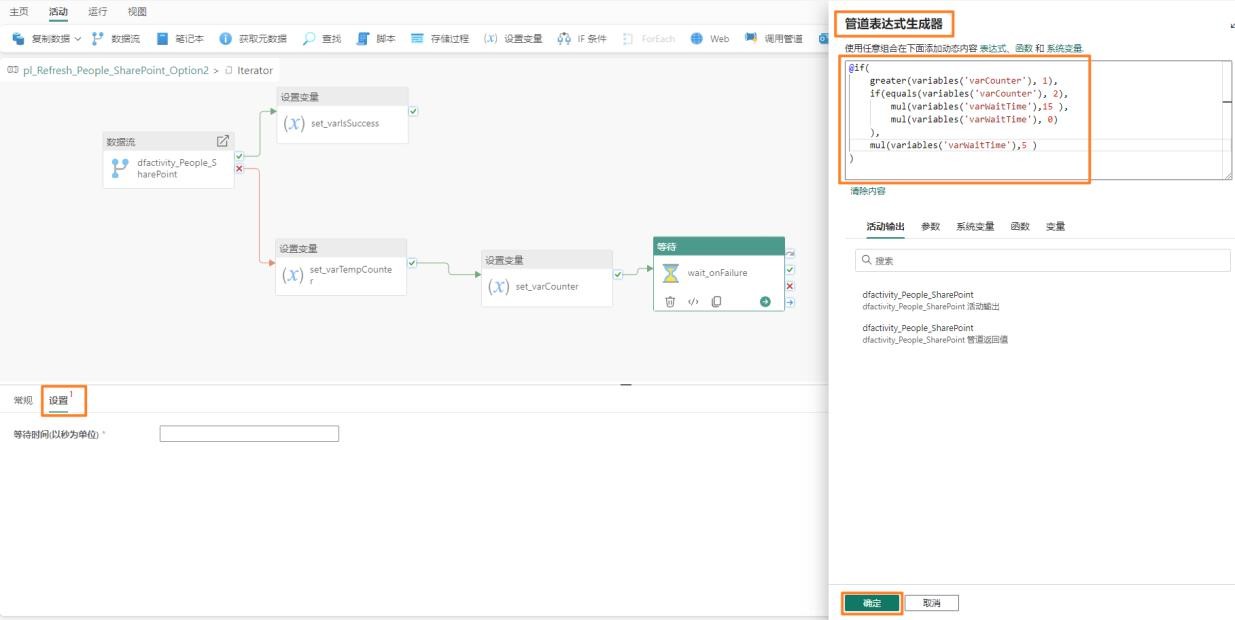 主页 活动 运行 视图
复制数据 数据流 笔记本 获取元数据 查找 脚本 存储过程 (x) 设置变量 IF 条件 ForEach Web 调用管道
pl_Refresh_People_SharePoint_Option2 > Iterator
设置变量
(x) set_varIsSuccess
数据流
dfactivity_People_S
harePoint
设置变量
(x) set_varTempCounte
r
设置变量
(x) set_varCounter
等待
wait_onFailure
常规 设置 1
等待时间(以秒为单位) *
管道表达式生成器
使用任意组合在下面添加动态内容 表达式、函数 和 系统变量.
@if(
greater(variables('varCounter'), 1),
if(equals(variables('varCounter'), 2),
mul(variables('varWaitTime'),15 ),
mul(variables('varWaitTime'), 0)
),
mul(variables('varWaitTime'),5 )
)
清除内容
活动输出 参数 系统变量 函数 变量
搜索
dfactivity_People_SharePoint
dfactivity_People_SharePoint 活动输出
dfactivity_People_SharePoint
dfactivity_People_SharePoint 管道返回值
确定 取消